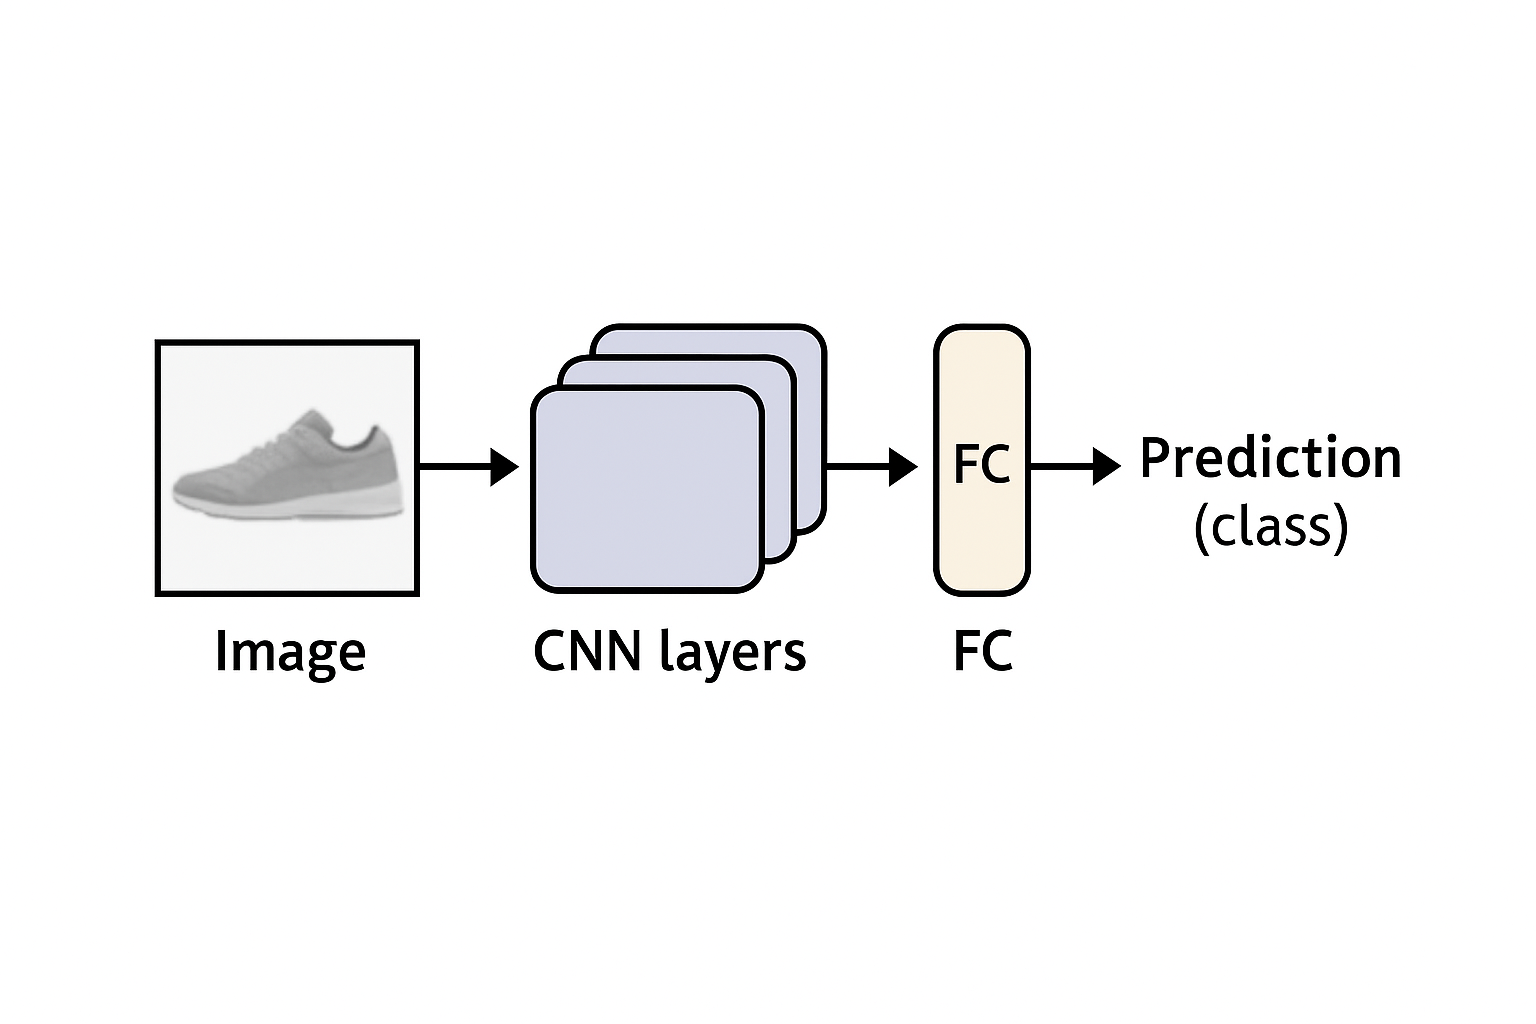 FC
Prediction
(class)
Image
CNN layers
FC